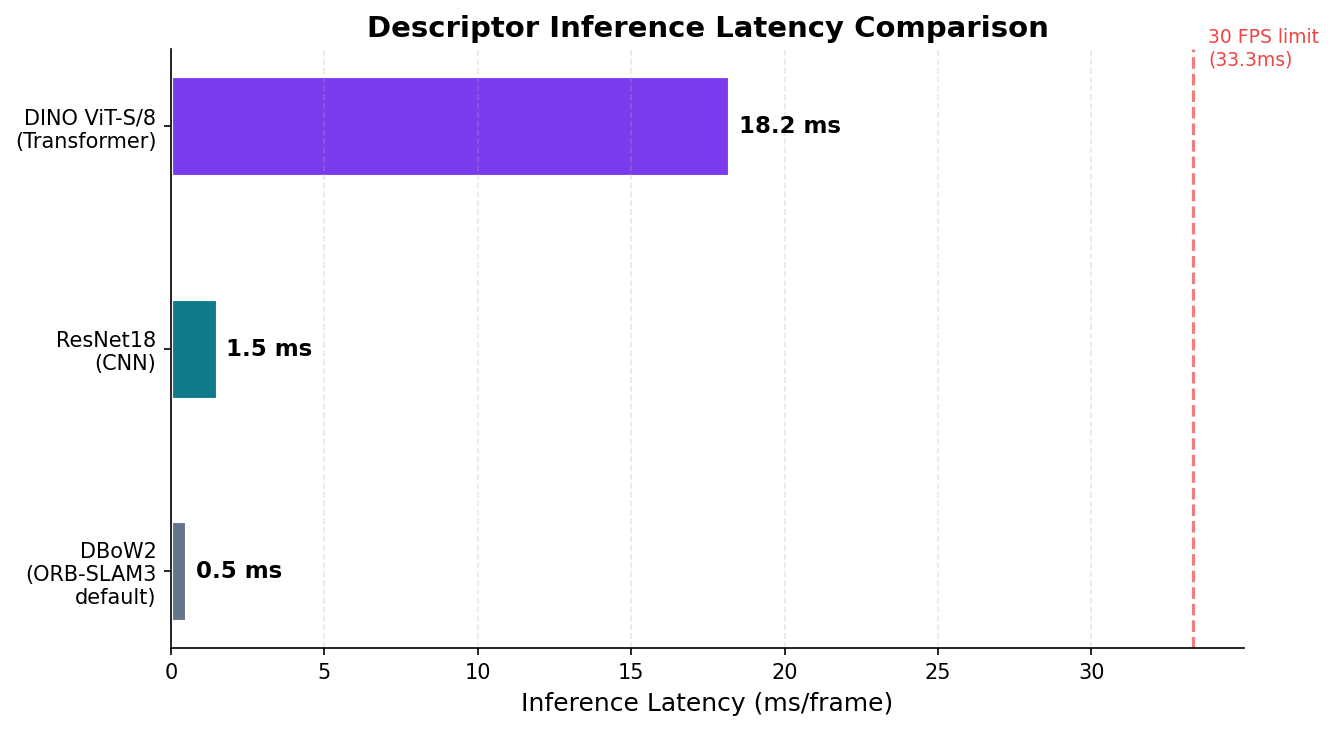 Descriptor Inference Latency Comparison
30 FPS limit
(33.3ms)
DINO ViT-S/8
(Transformer)
18.2 ms
ResNet18
(CNN)
1.5 ms
DBoW2
(ORB-SLAM3
default)
0.5 ms
0 5 10 15 20 25 30
Inference Latency (ms/frame)